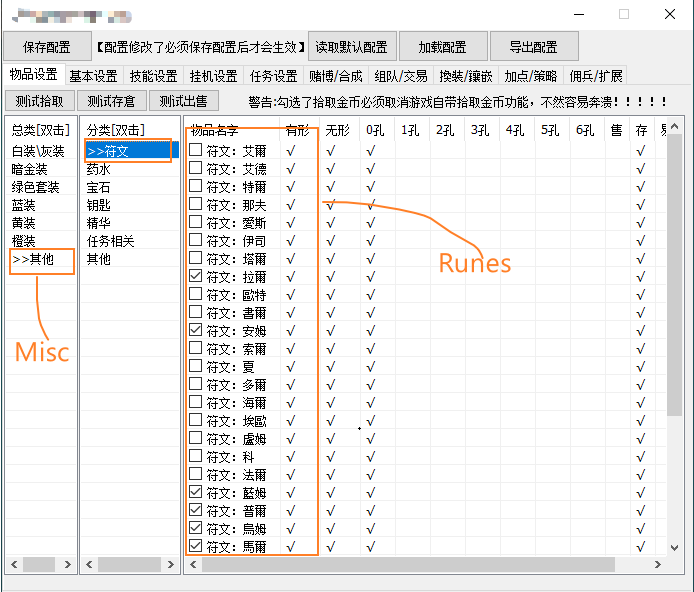 保存配置 【配置修改了必须保存配置后才会生效】 读取默认配置 加载配置 导出配置
物品设置 基本设置 技能设置 挂机设置 任务设置 赌博/合成 组队/交易 換裝/鑲嵌 加点/策略 佣兵/扩展
测试拾取 测试存倉 测试出售 警告:勾选了拾取金币必须取消游戏自带拾取金币功能，不然容易奔溃！！！！！
总类[双击] 分类[双击] 物品名字 有形 无形 0孔 1孔 2孔 3孔 4孔 5孔 6孔 售 存
白装\灰装 >>符文 符文：艾爾 √ √ √ √
暗金装 药水 符文：艾德 √ √ √ √
绿色套装 宝石 符文：特爾 √ √ √ √
蓝装 钥匙 符文：那夫 √ √ √ √
黄装 精华 符文：愛斯 √ √ √ √
橙装 任务相关 符文：伊司 √ √ √ √
>>其他 其他 符文：塔爾 √ √ √ √
符文：拉爾 √ √ √ √
符文：歐特 √ √ √ √
符文：書爾 √ √ √ √
符文：安姆 √ √ √ √
符文：索爾 √ √ √ √
符文：夏 √ √ √ √
符文：多爾 √ √ √ √
符文：海爾 √ √ √ √
符文：埃歐 √ √ √ √
符文：盧姆 √ √ √ √
符文：科 √ √ √ √
符文：法爾 √ √ √ √
符文：藍姆 √ √ √ √
符文：普爾 √ √ √ √
符文：烏姆 √ √ √ √
符文：馬爾 √ √ √ √
Runes
Misc